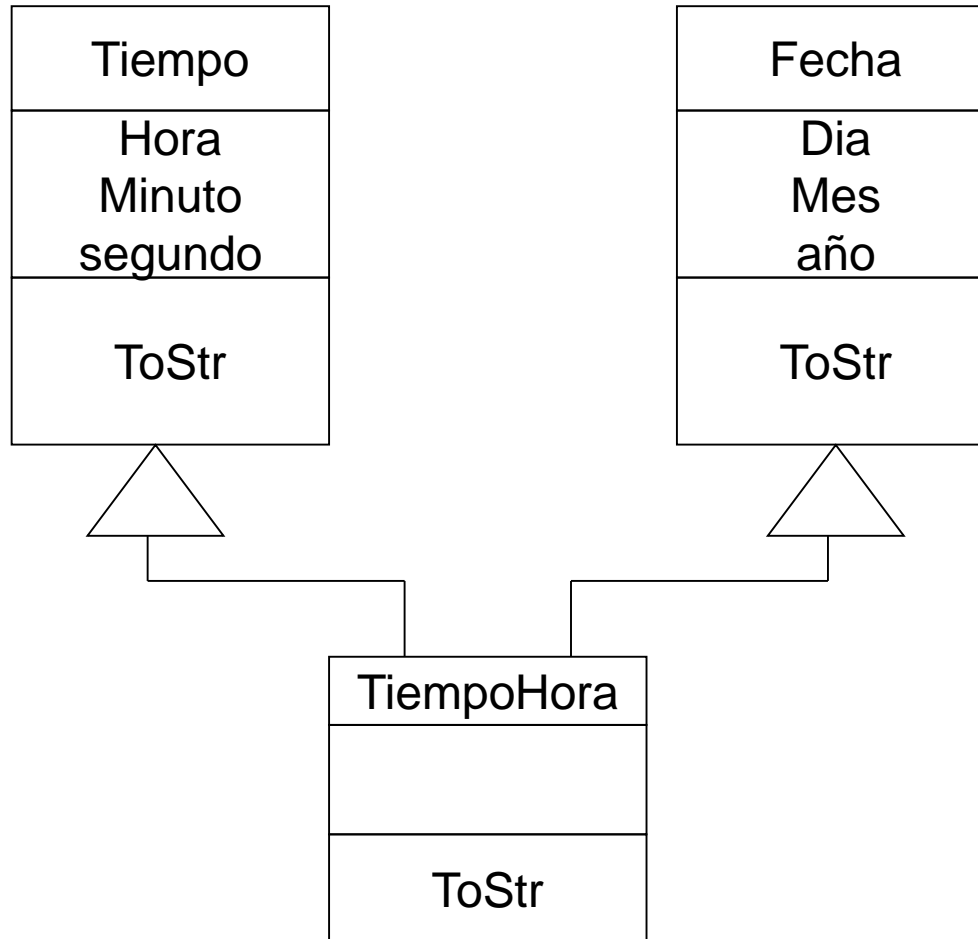 Tiempo
Hora
Minuto
segundo
ToStr
Fecha
Dia
Mes
año
ToStr
TiempoHora
ToStr